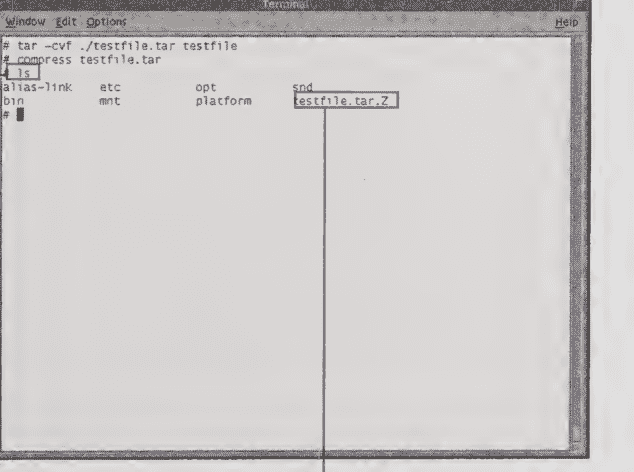 Terminal
Window Edit Options Help
# tar -cvf ./testfile.tar testfile
# compress testfile.tar
# ls
alias-link etc opt snd
bin mnt platform testfile.tar.Z
#